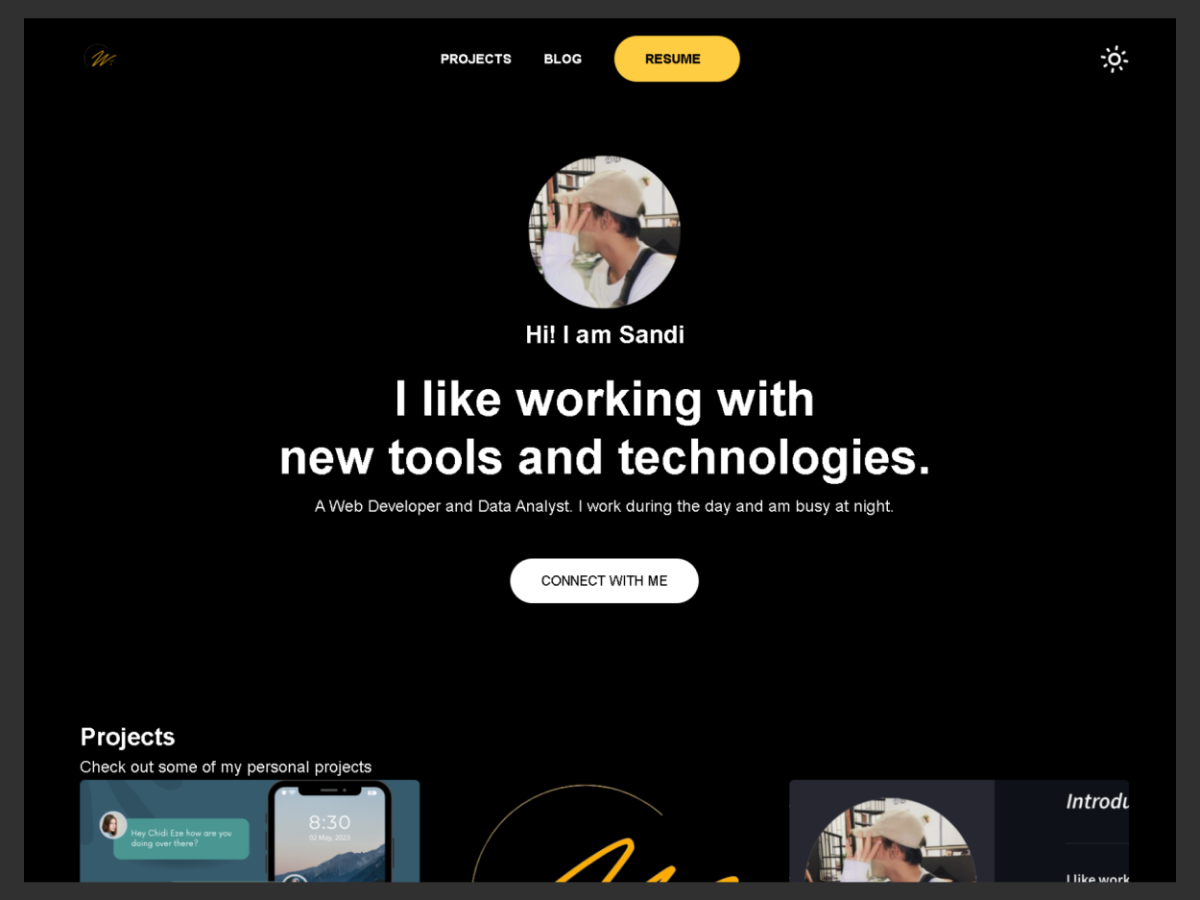 PROJECTS BLOG RESUME
Hi! I am Sandi
I like working with
new tools and technologies.
A Web Developer and Data Analyst. I work during the day and am busy at night.
CONNECT WITH ME
Projects
Check out some of my personal projects
Hey Chidi Eze how are you
doing over there?
8:30
02 May, 2023
Introdu
I like work